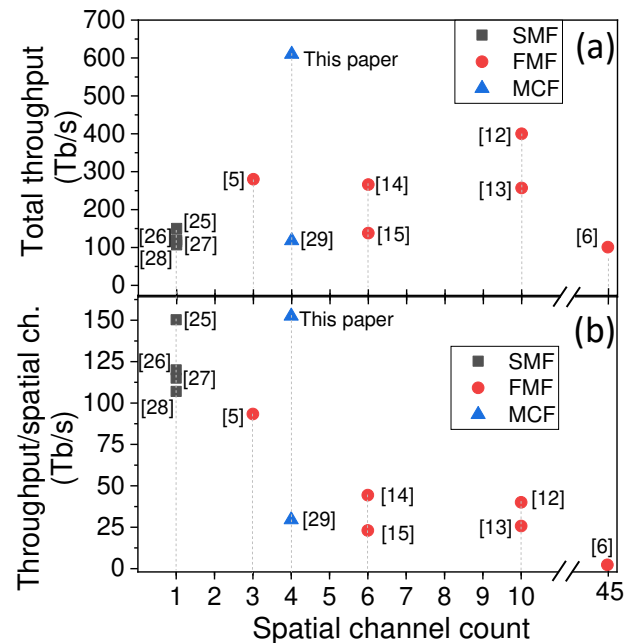 700
600
500
400
300
200
100
0
Total throughput
(Tb/s)
(a)
SMF
FMF
MCF
This paper
[12]
[5]
[14]
[13]
[25]
[26]
[27]
[28]
[29]
[15]
[6]
150
125
100
75
50
25
0
Throughput/spatial ch.
(Tb/s)
(b)
SMF
FMF
MCF
This paper
[25]
[26]
[27]
[28]
[5]
[14]
[12]
[29]
[15]
[13]
[6]
1 2 3 4 5 6 7 8 9 10 45
Spatial channel count